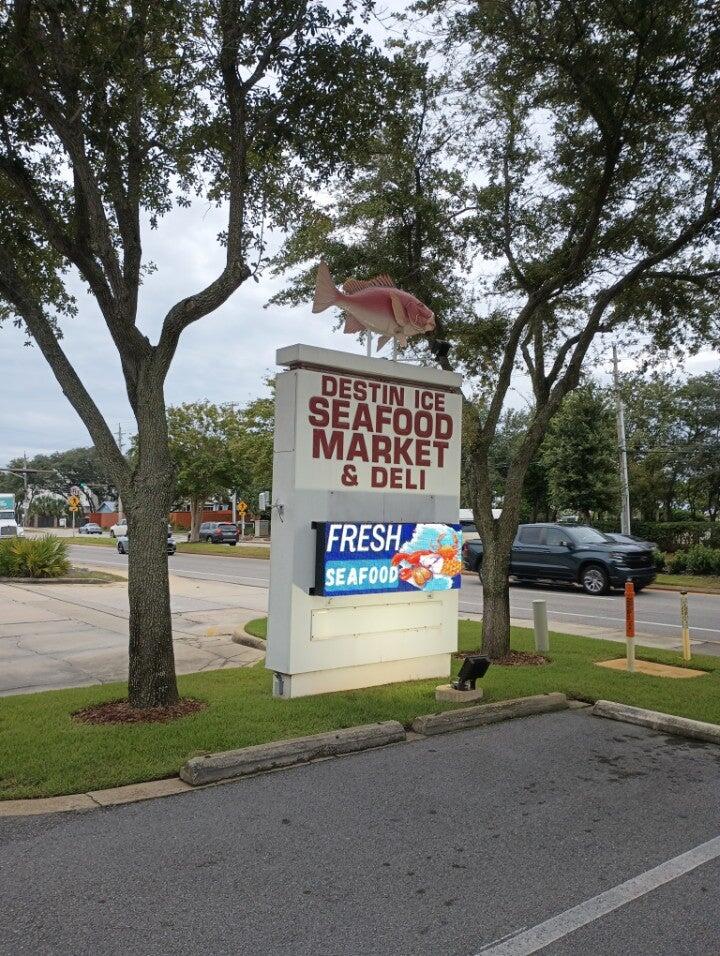 DESTIN ICE
SEAFOOD
MARKET
& DELI
FRESH
SEAFOOD